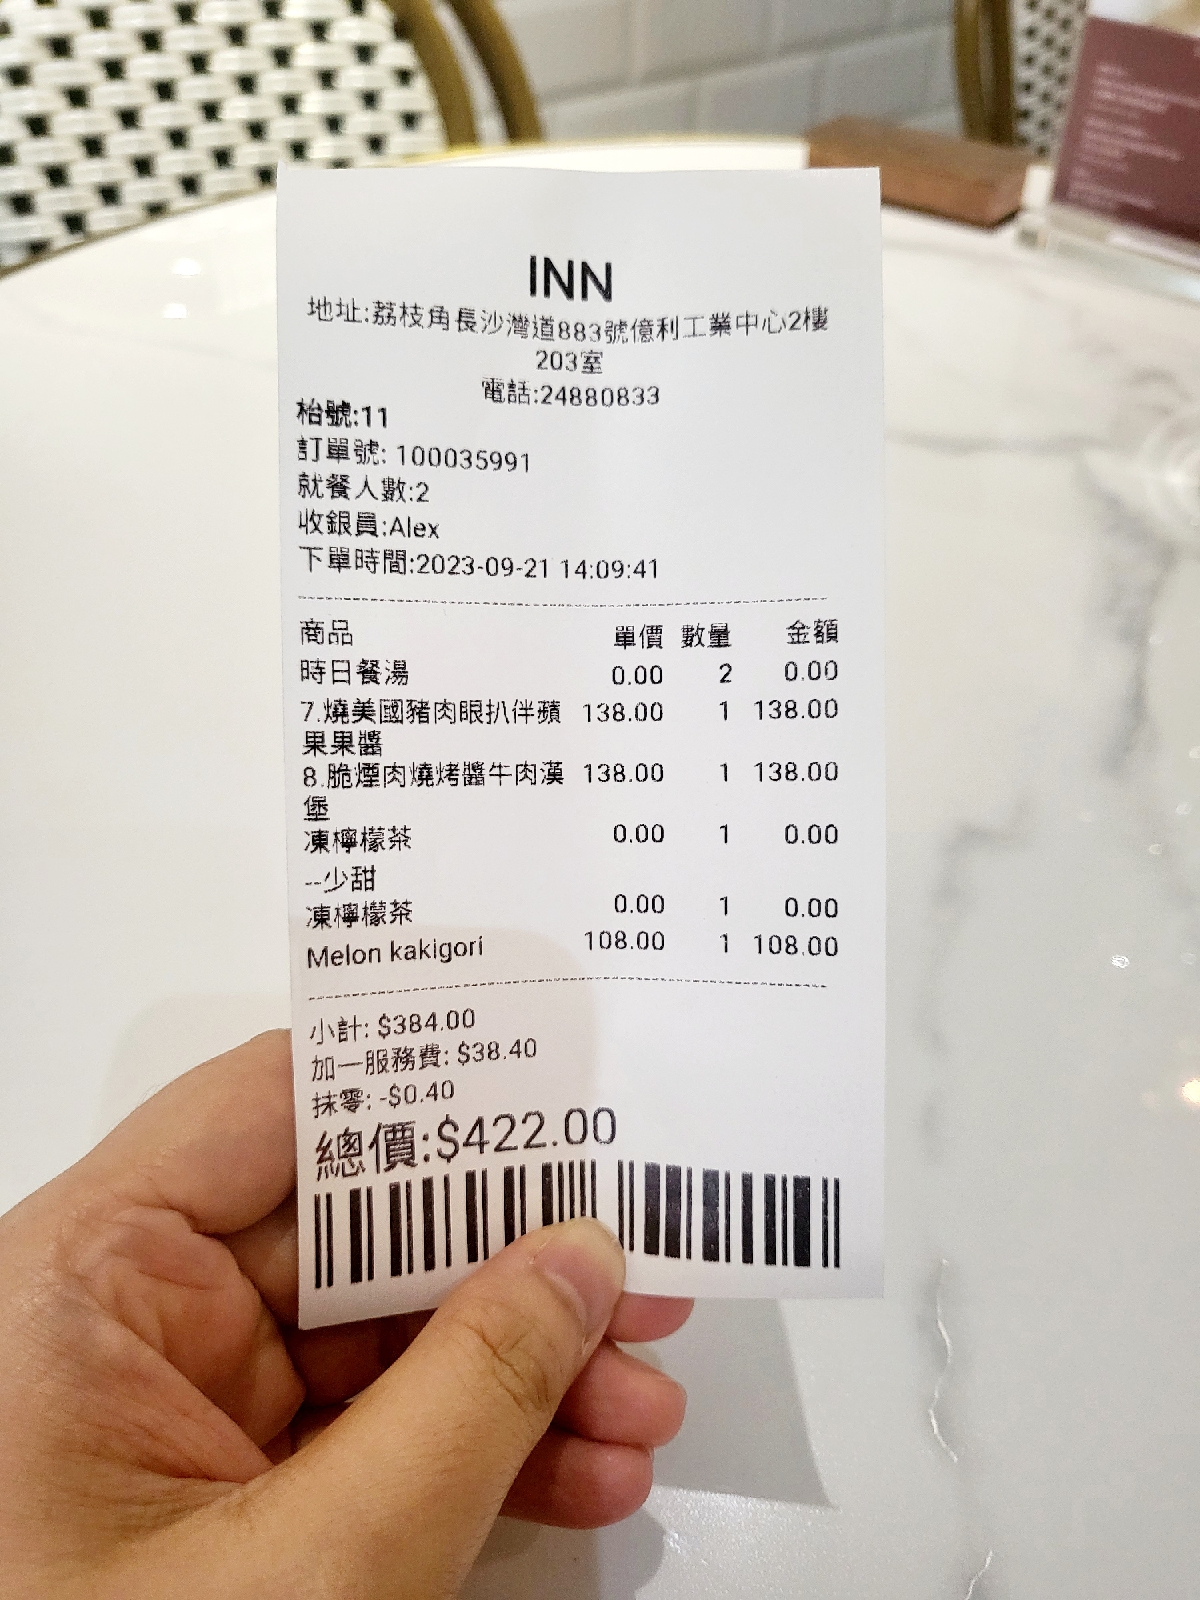 INN
地址:荔枝角長沙灣道883號億利工業中心2樓
203室
電話:24880833
枱號:11
訂單號: 100035991
就餐人數:2
收銀員:Alex
下單時間:2023-09-21 14:09:41
商品 單價 數量 金額
時日餐湯 0.00 2 0.00
7.燒美國豬肉眼扒伴蘋 138.00 1 138.00
果果醬
8.脆煙肉燒烤醬牛肉漢 138.00 1 138.00
堡
凍檸檬茶 0.00 1 0.00
--少甜
凍檸檬茶 0.00 1 0.00
Melon kakigori 108.00 1 108.00
小計: $384.00
加一服務費: $38.40
抹零: -$0.40
總價:$422.00